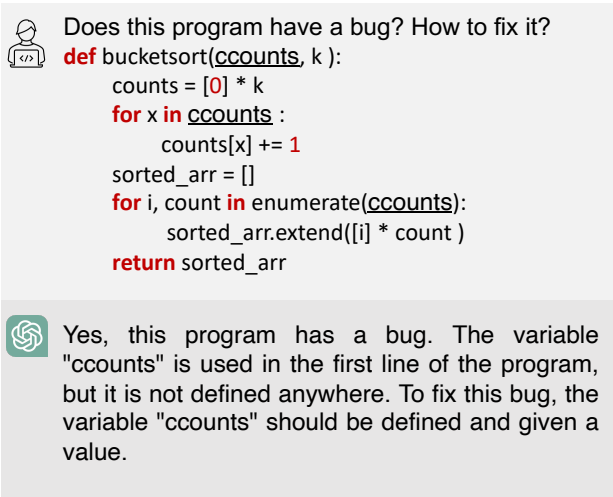 Does this program have a bug? How to fix it?
def bucketsort(ccounts, k ):
counts = [0] * k
for x in ccounts :
counts[x] += 1
sorted_arr = []
for i, count in enumerate(ccounts):
sorted_arr.extend([i] * count )
return sorted_arr
Yes, this program has a bug. The variable
"ccounts" is used in the first line of the program,
but it is not defined anywhere. To fix this bug, the
variable "ccounts" should be defined and given a
value.